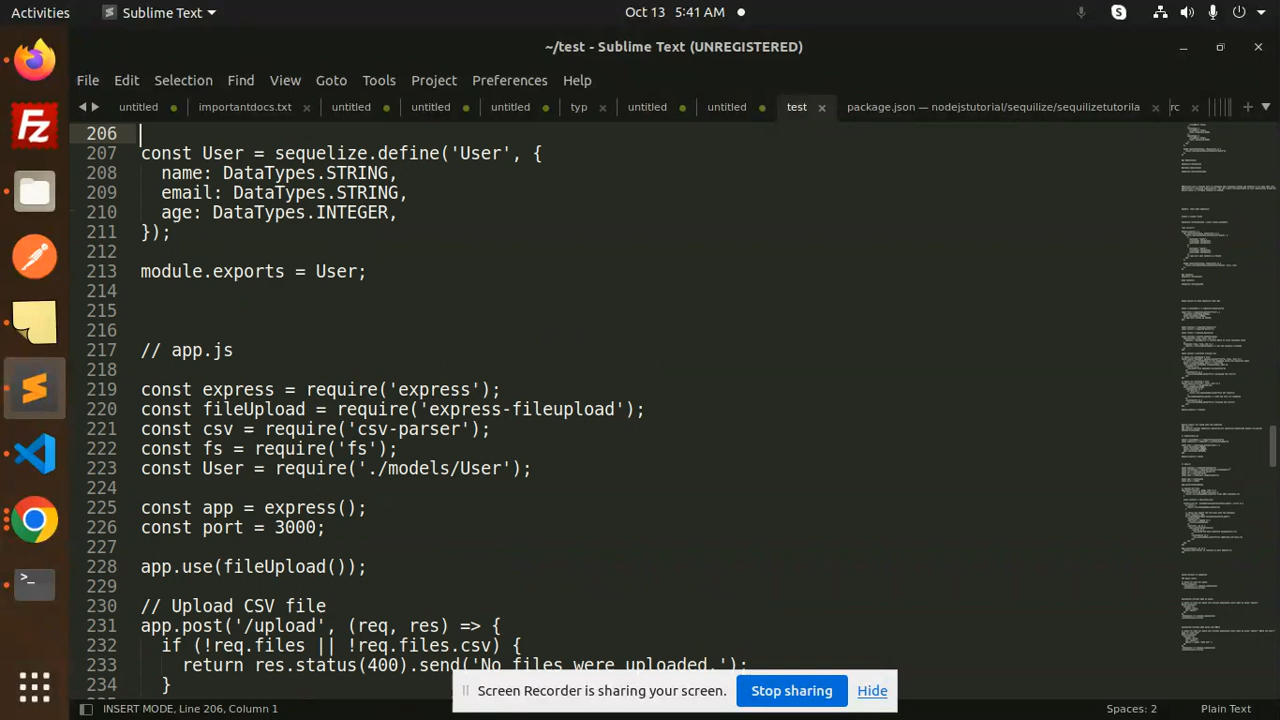 Activities Sublime Text Oct 13 5:41 AM
~/test - Sublime Text (UNREGISTERED)
File Edit Selection Find View Goto Tools Project Preferences Help
untitled importantdocs.txt untitled untitled untitled typ untitled untitled test package.json — nodejstutorial/sequilize/sequilizetutorila rc
206
207 const User = sequelize.define('User', {
208 name: DataTypes.STRING,
209 email: DataTypes.STRING,
210 age: DataTypes.INTEGER,
211 });
212
213 module.exports = User;
214
215
216
217 // app.js
218
219 const express = require('express');
220 const fileUpload = require('express-fileupload');
221 const csv = require('csv-parser');
222 const fs = require('fs');
223 const User = require('./models/User');
224
225 const app = express();
226 const port = 3000;
227
228 app.use(fileUpload());
229
230 // Upload CSV file
231 app.post('/upload', (req, res) => {
232 if (!req.files || !req.files.csv) {
233 return res.status(400).send('No files were uploaded.');
234 }
Screen Recorder is sharing your screen. Stop sharing Hide
INSERT MODE, Line 206, Column 1 Spaces: 2 Plain Text